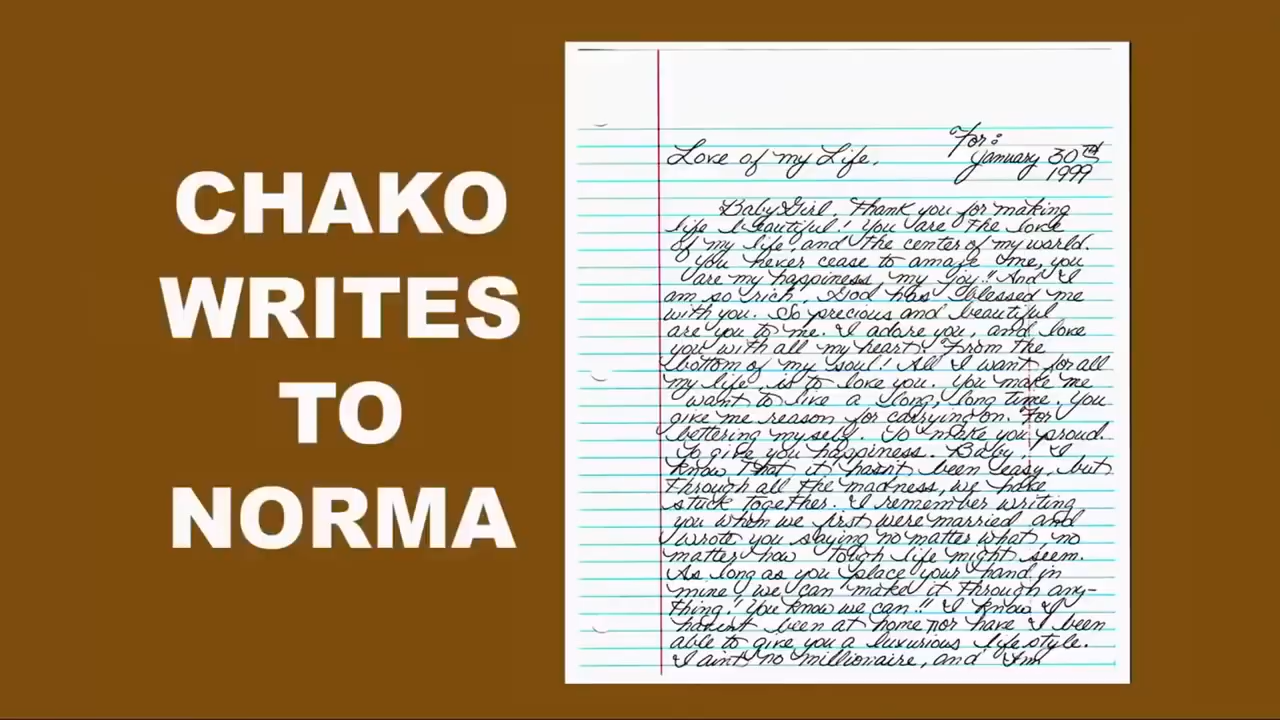 CHAKO
WRITES
TO
NORMA
For:
Love of my Life, January 30TH
1999
Baby Girl, Thank you for making
life beautiful! You are the love
of my life, and the center of my world.
You never cease to amaze me, you
are my happiness my joy!! And I
am so rich, God has blessed me
with you. So precious and beautiful
are you to me. I adore you, and love
you with all my heart! From the
bottom of my soul! All I want for all
my life, is to love you. You make me
want to live a long, long time. You
give me reason for carrying on. For
bettering myself. To make you proud.
To give you happiness. Baby, I
know that it hasn't been easy, but
through all the madness, we have
stuck together. I remember writing
you when we first were married and
wrote you saying no matter what, no
matter how tough life might seem.
As long as you place your hand in
mine we can make it through any-
thing! You know we can!! I know I
haven't been at home nor have I been
able to give you a luxurious life style.
I ain't no millionaire, and I'm